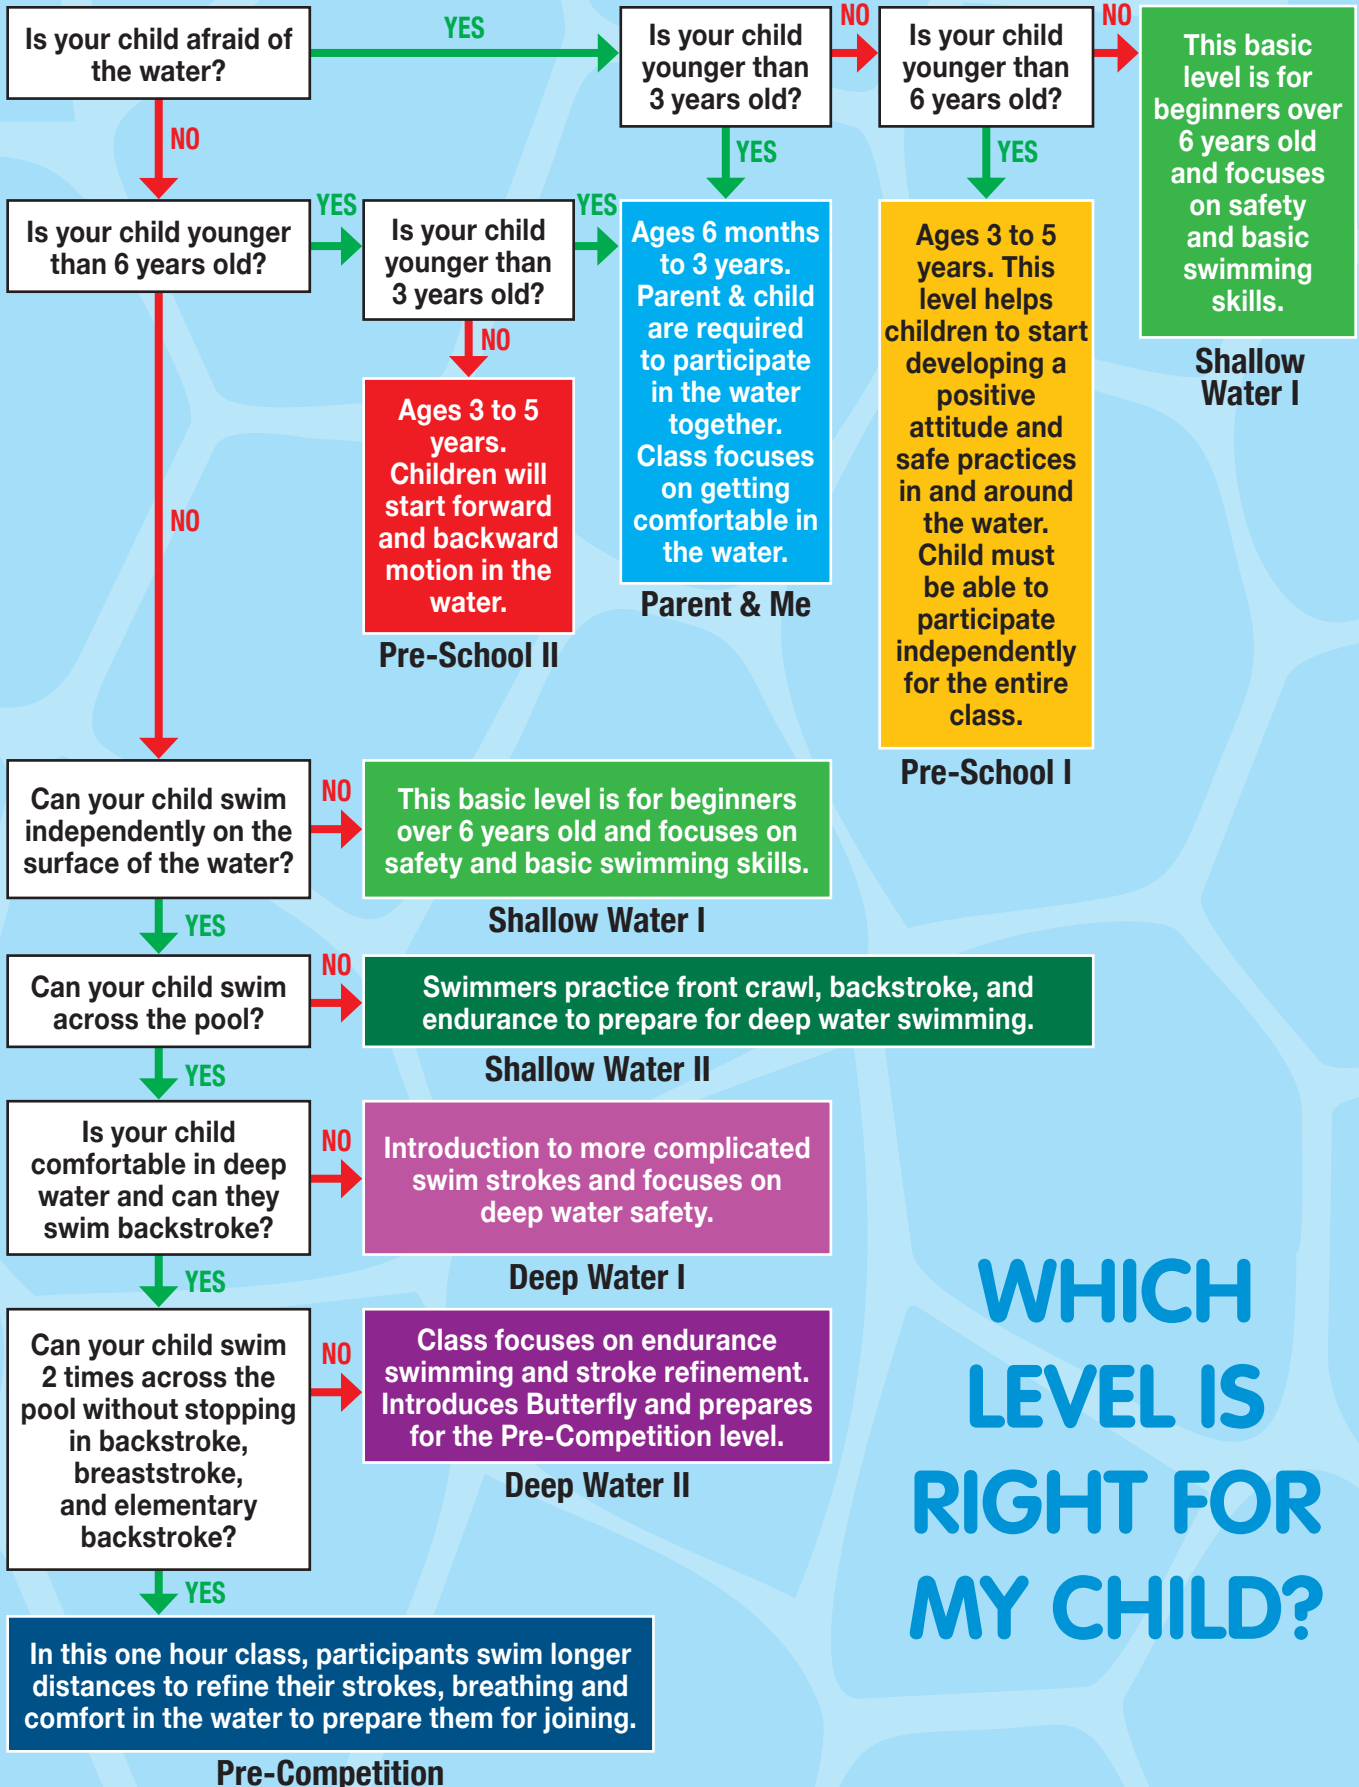 Is your child afraid of
the water?
YES
Is your child
younger than
3 years old?
NO
Is your child
younger than
6 years old?
NO
This basic
level is for
beginners over
6 years old
and focuses
on safety
and basic
swimming
skills.
Shallow
Water I
NO
YES
YES
Is your child younger
than 6 years old?
YES
Is your child
younger than
3 years old?
YES
Ages 6 months
to 3 years.
Parent & child
are required
to participate
in the water
together.
Class focuses
on getting
comfortable in
the water.
Parent & Me
Ages 3 to 5
years. This
level helps
children to start
developing a
positive
attitude and
safe practices
in and around
the water.
Child must
be able to
participate
independently
for the entire
class.
Pre-School I
NO
Ages 3 to 5
years.
Children will
start forward
and backward
motion in the
water.
Pre-School II
NO
Can your child swim
independently on the
surface of the water?
NO
This basic level is for beginners
over 6 years old and focuses on
safety and basic swimming skills.
Shallow Water I
YES
Can your child swim
across the pool?
NO
Swimmers practice front crawl, backstroke, and
endurance to prepare for deep water swimming.
Shallow Water II
YES
Is your child
comfortable in deep
water and can they
swim backstroke?
NO
Introduction to more complicated
swim strokes and focuses on
deep water safety.
Deep Water I
YES
Can your child swim
2 times across the
pool without stopping
in backstroke,
breaststroke,
and elementary
backstroke?
NO
Class focuses on endurance
swimming and stroke refinement.
Introduces Butterfly and prepares
for the Pre-Competition level.
Deep Water II
YES
In this one hour class, participants swim longer
distances to refine their strokes, breathing and
comfort in the water to prepare them for joining.
Pre-Competition
WHICH
LEVEL IS
RIGHT FOR
MY CHILD?